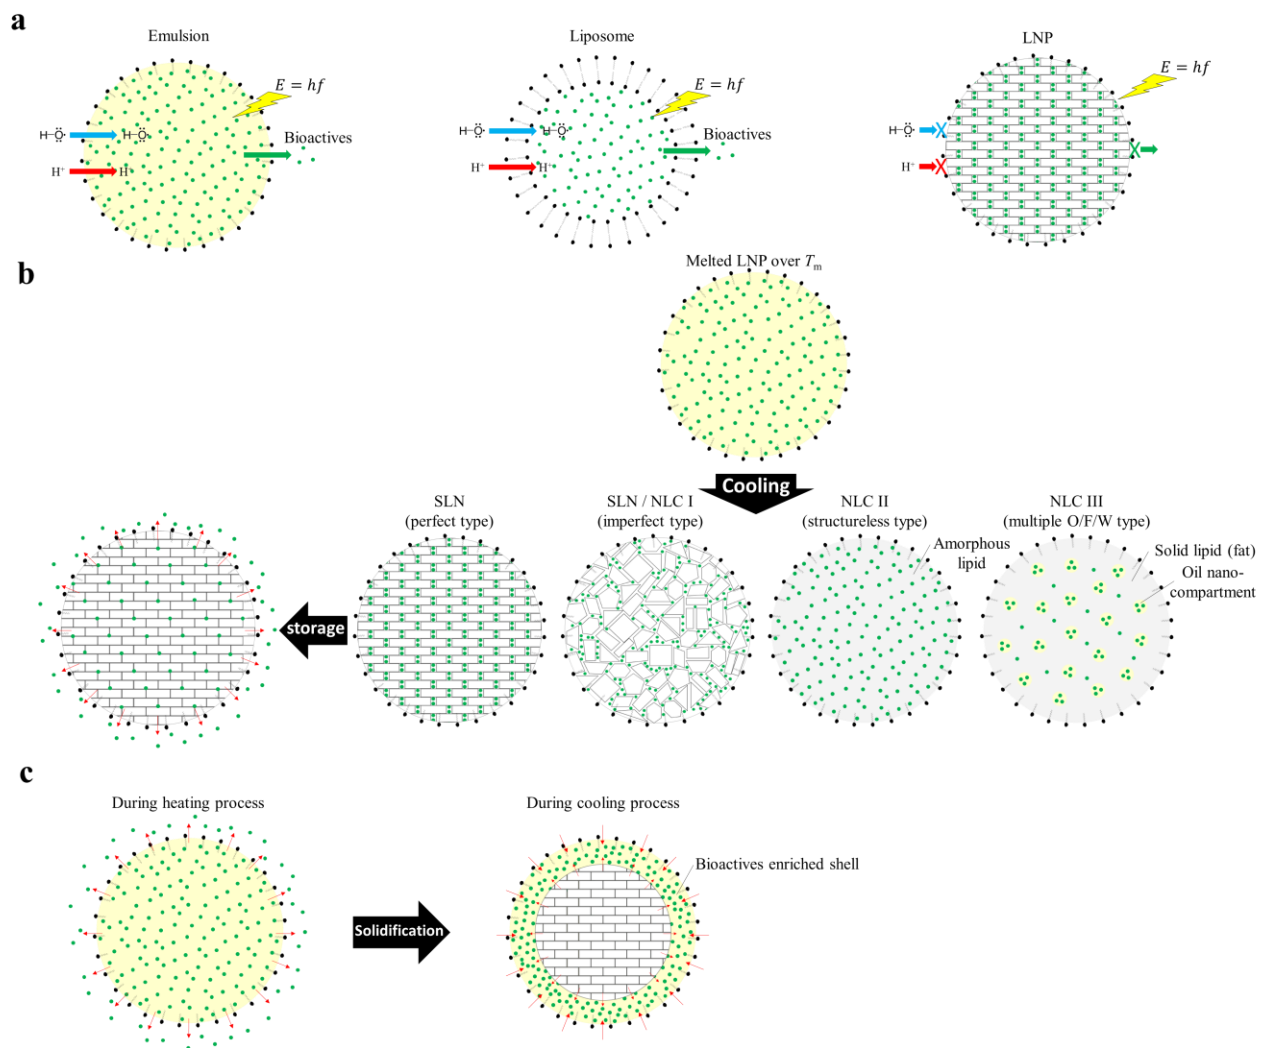 a
Emulsion
Liposome
LNP
E = hf
E = hf
E = hf
H–Ö·
H–Ö·
Bioactives
H–Ö·
H–Ö·
Bioactives
H–Ö·
H⁺
H⁺
H⁺
H⁺
H⁺
b
Melted LNP over Tm
Cooling
SLN
(perfect type)
SLN / NLC I
(imperfect type)
NLC II
(structureless type)
NLC III
(multiple O/F/W type)
Amorphous
lipid
Solid lipid (fat)
Oil nano-
compartment
storage
c
During heating process
During cooling process
Bioactives enriched shell
Solidification